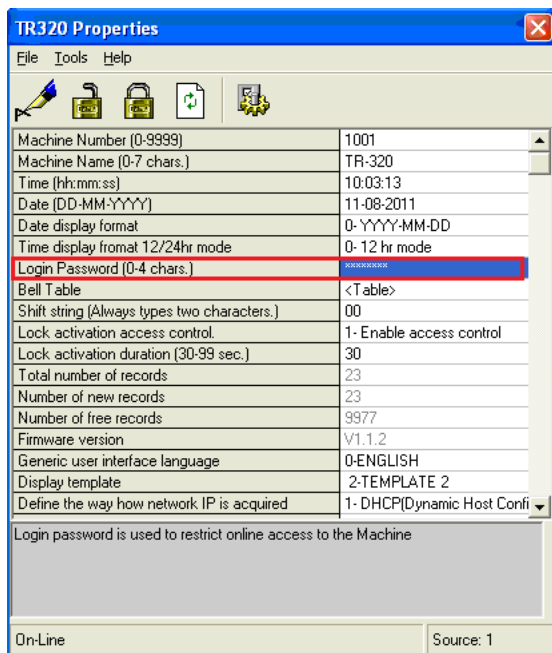 TR320 Properties
File Tools Help
Machine Number (0-9999) 1001
Machine Name (0-7 chars.) TR-320
Time (hh:mm:ss) 10:03:13
Date (DD-MM-YYYY) 11-08-2011
Date display format 0- YYYY-MM-DD
Time display fromat 12/24hr mode 0- 12 hr mode
Login Password (0-4 chars.) ********
Bell Table <Table>
Shift string (Always types two characters.) 00
Lock activation access control. 1- Enable access control
Lock activation duration (30-99 sec.) 30
Total number of records 23
Number of new records 23
Number of free records 9977
Firmware version V1.1.2
Generic user interface language 0-ENGLISH
Display template 2-TEMPLATE 2
Define the way how network IP is acquired 1- DHCP(Dynamic Host Confi
Login password is used to restrict online access to the Machine
On-Line Source: 1